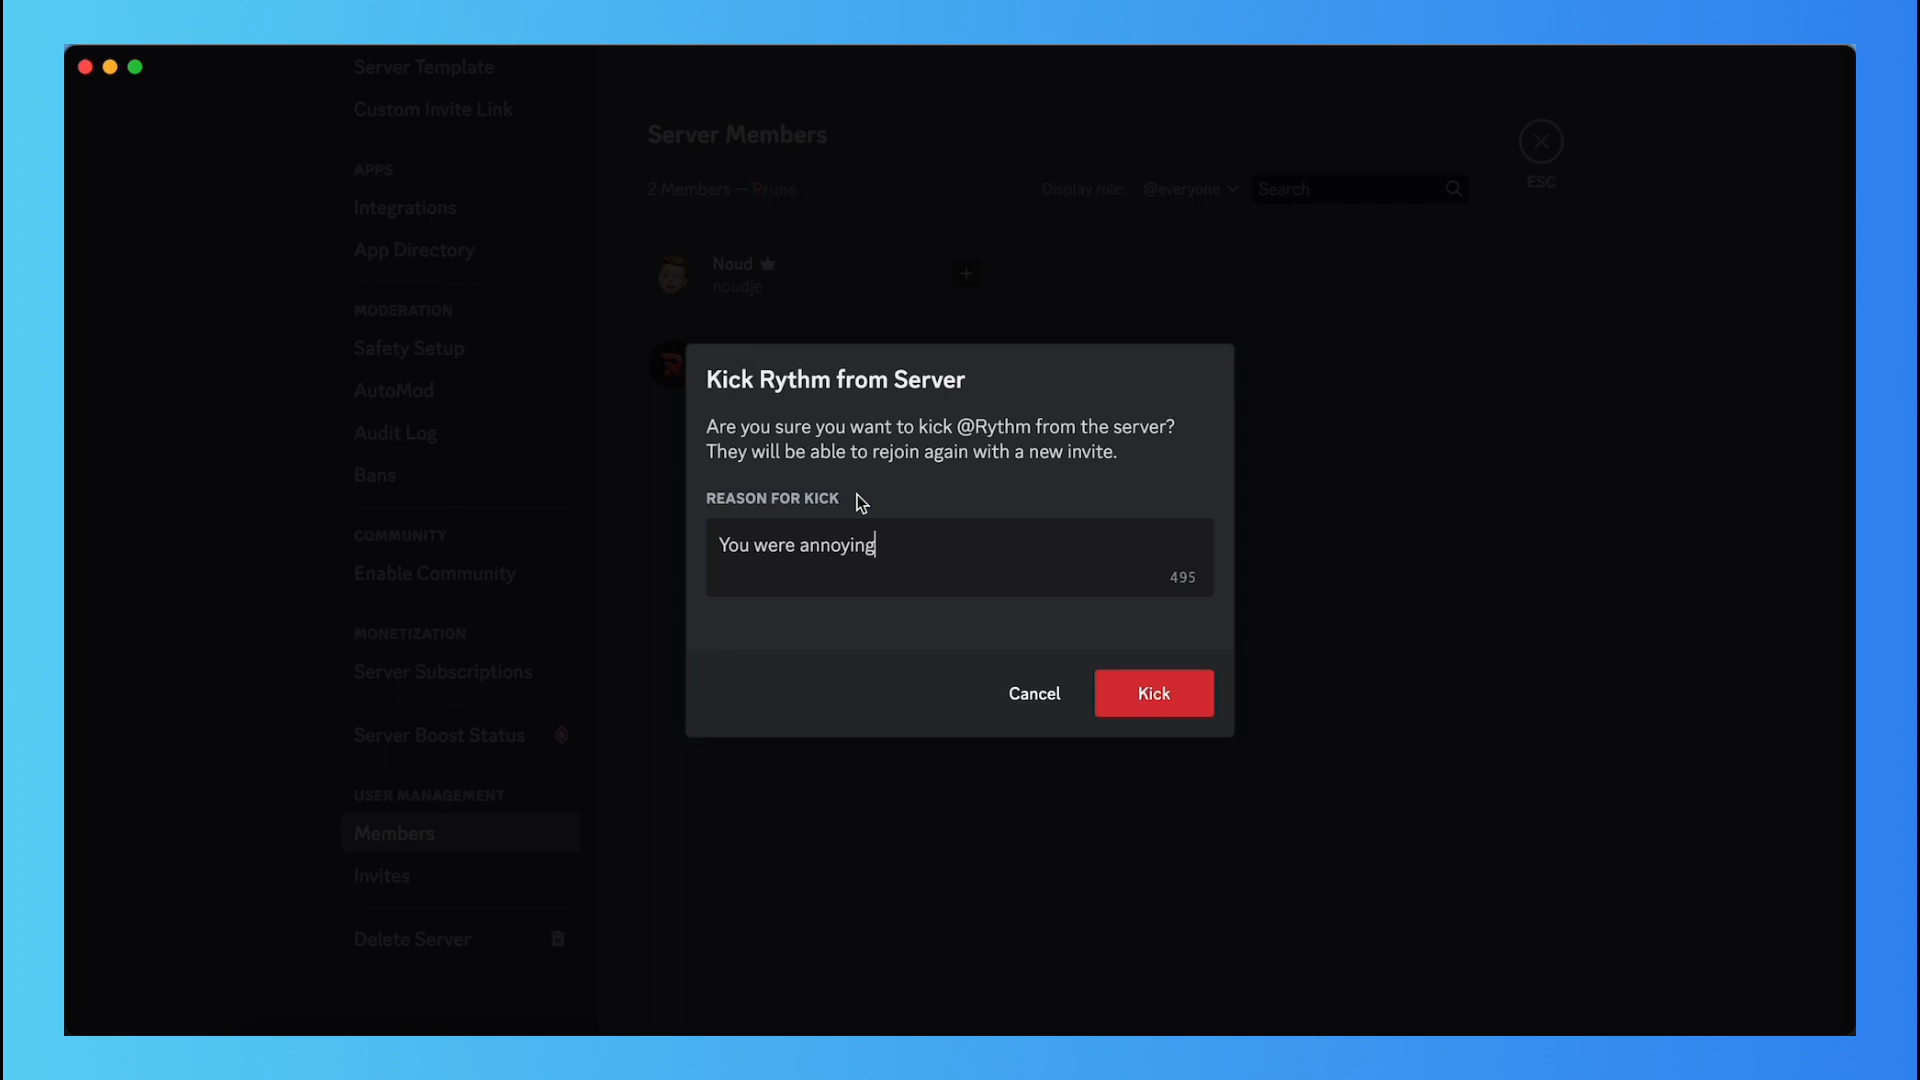 Server Template
Custom Invite Link
APPS
Integrations
App Directory
MODERATION
Safety Setup
AutoMod
Audit Log
Bans
COMMUNITY
Enable Community
MONETIZATION
Server Subscriptions
Server Boost Status
USER MANAGEMENT
Members
Invites
Delete Server
Server Members
2 Members — Prune
Display role: @everyone
Search
ESC
Noud
noudje
R
Kick Rythm from Server
Are you sure you want to kick @Rythm from the server?
They will be able to rejoin again with a new invite.
REASON FOR KICK
You were annoying
495
Cancel
Kick